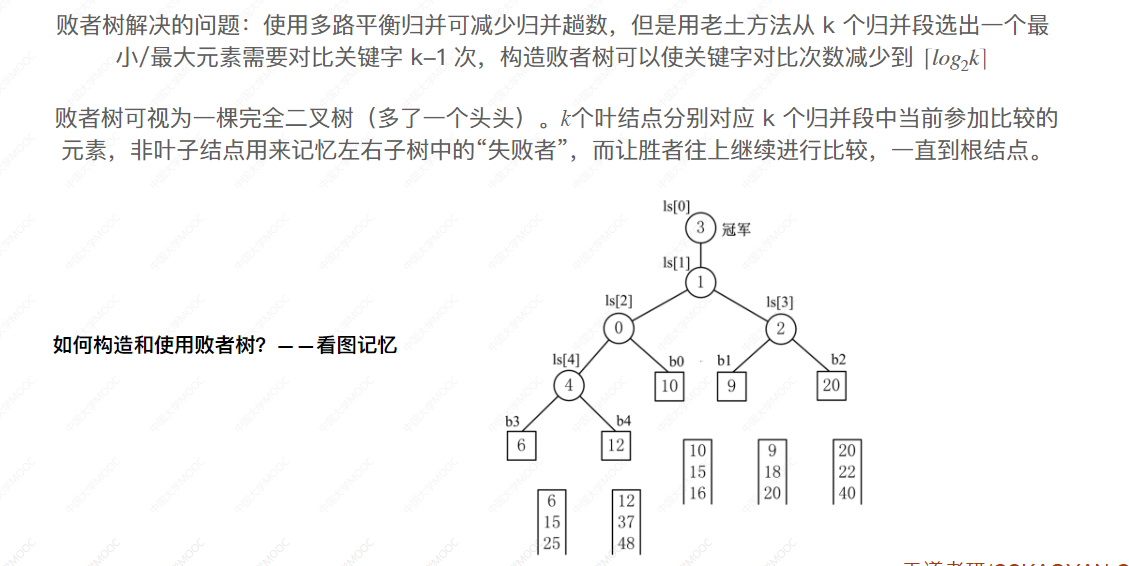 败者树解决的问题：使用多路平衡归并可减少归并趟数，但是用老土方法从 k 个归并段选出一个最
小/最大元素需要对比关键字 k–1 次，构造败者树可以使关键字对比次数减少到 ⌈log₂k⌉
败者树可视为一棵完全二叉树（多了一个头头）。k个叶结点分别对应 k 个归并段中当前参加比较的
元素，非叶子结点用来记忆左右子树中的“失败者”，而让胜者往上继续进行比较，一直到根结点。
ls[0]
3 冠军
ls[1]
1
ls[2] ls[3]
0 2
如何构造和使用败者树？——看图记忆
ls[4] b0 b1 b2
4 10 9 20
b3 b4
6 12
10 9 20
15 18 22
16 20 40
6 12
15 37
25 48